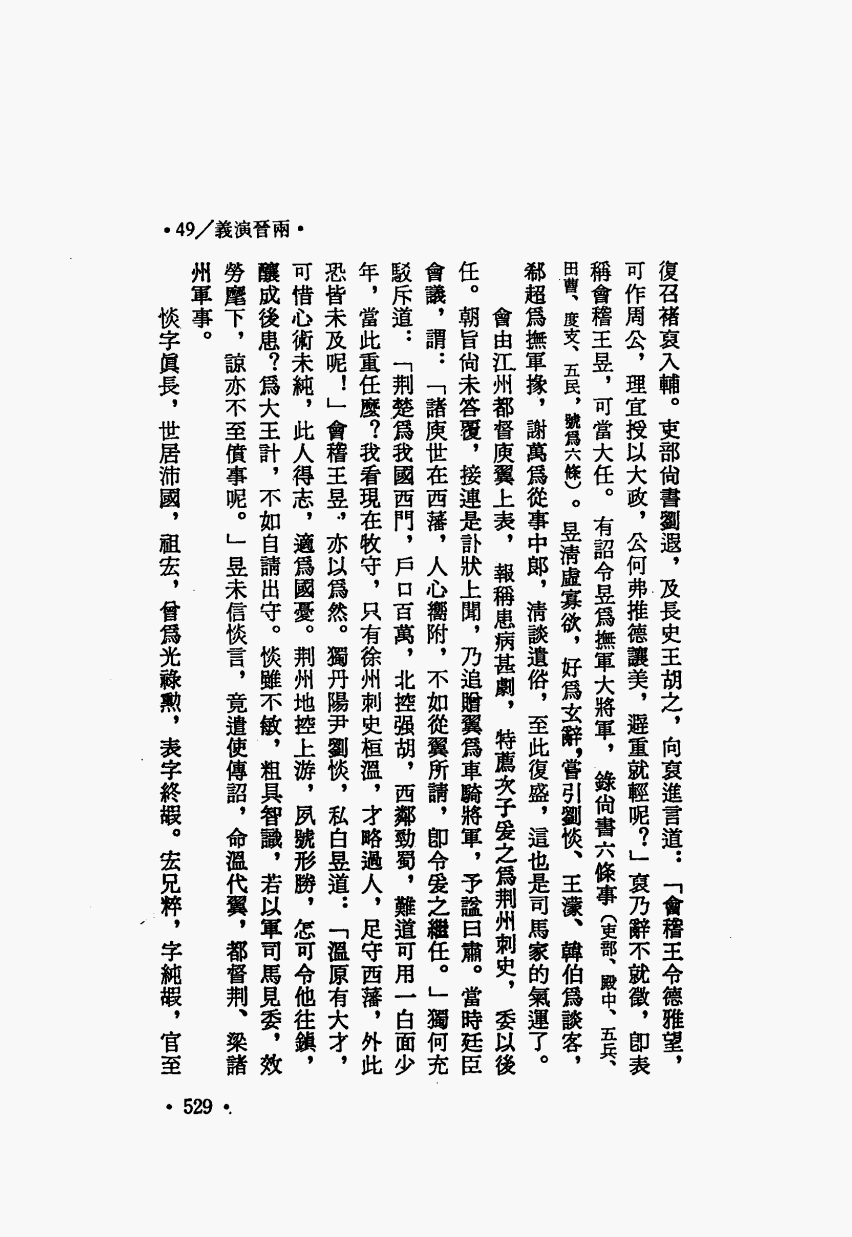 •49／義演晉兩•
復召褚裒入輔。吏部尚書劉遐，及長史王胡之，向裒進言道：「會稽王令德雅望，
可作周公，理宜授以大政，公何弗推德讓美，避重就輕呢？」裒乃辭不就徵，卽表
稱會稽王昱，可當大任。有詔令昱爲撫軍大將軍，錄尚書六條事（吏部、殿中、五兵、
田曹、度支、五民，號爲六條）。昱清虛寡欲，好爲玄辭，嘗引劉惔、王濛、韓伯爲談客，
郗超爲撫軍掾，謝萬爲從事中郎，清談遺俗，至此復盛，這也是司馬家的氣運了。
會由江州都督庾翼上表，報稱患病甚劇，特薦次子爰之爲荆州刺史，委以後
任。朝旨尚未答覆，接連是訃狀上聞，乃追贈翼爲車騎將軍，予諡曰肅。當時廷臣
會議，謂：「諸庾世在西藩，人心嚮附，不如從翼所請，卽令爰之繼任。」獨何充
駁斥道：「荆楚爲我國西門，戶口百萬，北控强胡，西鄰勁蜀，難道可用一白面少
年，當此重任麼？我看現在牧守，只有徐州刺史桓溫，才略過人，足守西藩，外此
恐皆未及呢！」會稽王昱，亦以爲然。獨丹陽尹劉惔，私白昱道：「溫原有大才，
可惜心術未純，此人得志，適爲國憂。荆州地控上游，夙號形勝，怎可令他往鎮，
釀成後患？爲大王計，不如自請出守。惔雖不敏，粗具智識，若以軍司馬見委，效
勞麾下，諒亦不至僨事呢。」昱未信惔言，竟遣使傳詔，命溫代翼，都督荆、梁諸
州軍事。
惔字眞長，世居沛國，祖宏，曾爲光祿勲，表字終嘏。宏兄粹，字純嘏，官至
•529•